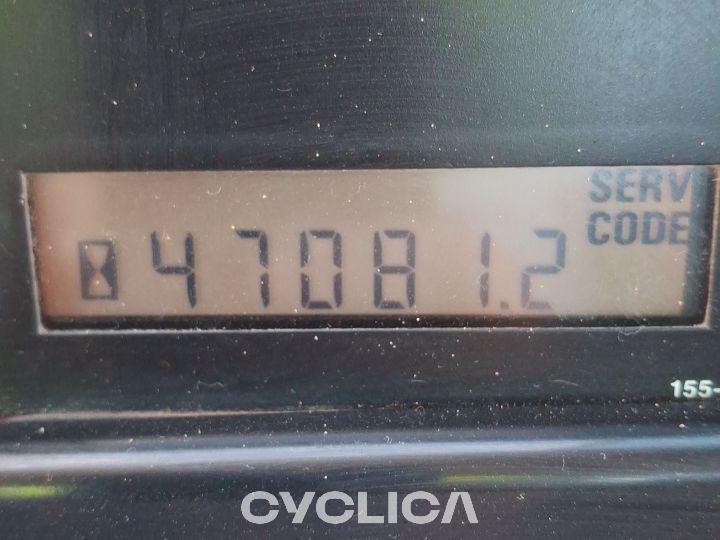 SERV
CODE
47081.2
155-
CYCLICA